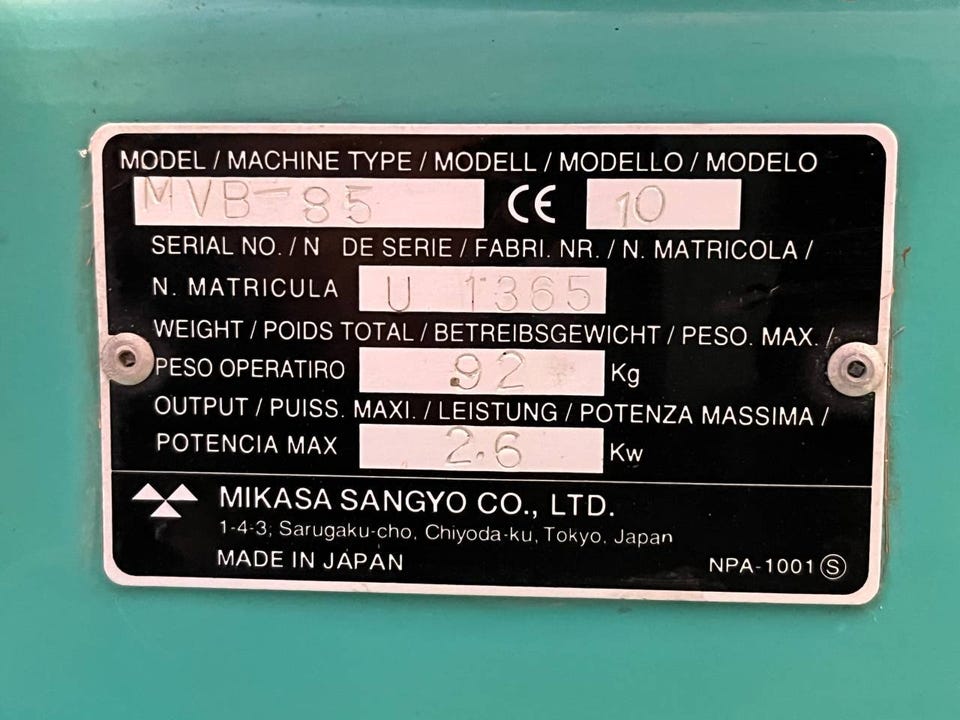 MODEL / MACHINE TYPE / MODELL / MODELLO / MODELO
MVB-85 CE 10
SERIAL NO. / N DE SERIE / FABRI. NR. / N. MATRICOLA /
N. MATRICULA U 1365
WEIGHT / POIDS TOTAL / BETREIBSGEWICHT / PESO. MAX. /
PESO OPERATIRO 92 Kg
OUTPUT / PUISS. MAXI. / LEISTUNG / POTENZA MASSIMA /
POTENCIA MAX 2.6 Kw
MIKASA SANGYO CO., LTD.
1-4-3, Sarugaku-cho, Chiyoda-ku, Tokyo, Japan
MADE IN JAPAN NPA-1001 Ⓢ